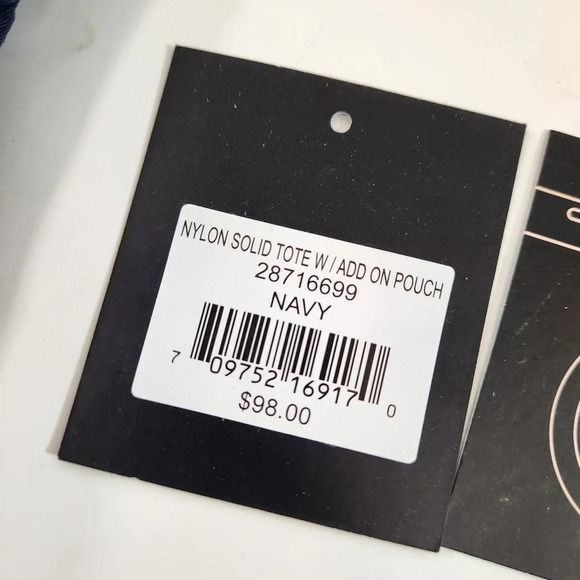 NYLON SOLID TOTE W / ADD ON POUCH
28716699
NAVY
7 09752 16917 0
$98.00